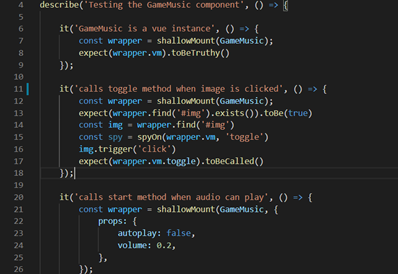 4 describe('Testing the GameMusic component', () => {
5
6 it('GameMusic is a vue instance', () => {
7 const wrapper = shallowMount(GameMusic);
8 expect(wrapper.vm).toBeTruthy()
9 });
10
11 it('calls toggle method when image is clicked', () => {
12 const wrapper = shallowMount(GameMusic);
13 expect(wrapper.find('#img').exists()).toBe(true)
14 const img = wrapper.find('#img')
15 const spy = spyOn(wrapper.vm, 'toggle')
16 img.trigger('click')
17 expect(wrapper.vm.toggle).toBeCalled()
18 });
19
20 it('calls start method when audio can play', () => {
21 const wrapper = shallowMount(GameMusic, {
22 props: {
23 autoplay: false,
24 volume: 0.2,
25 },
26 });